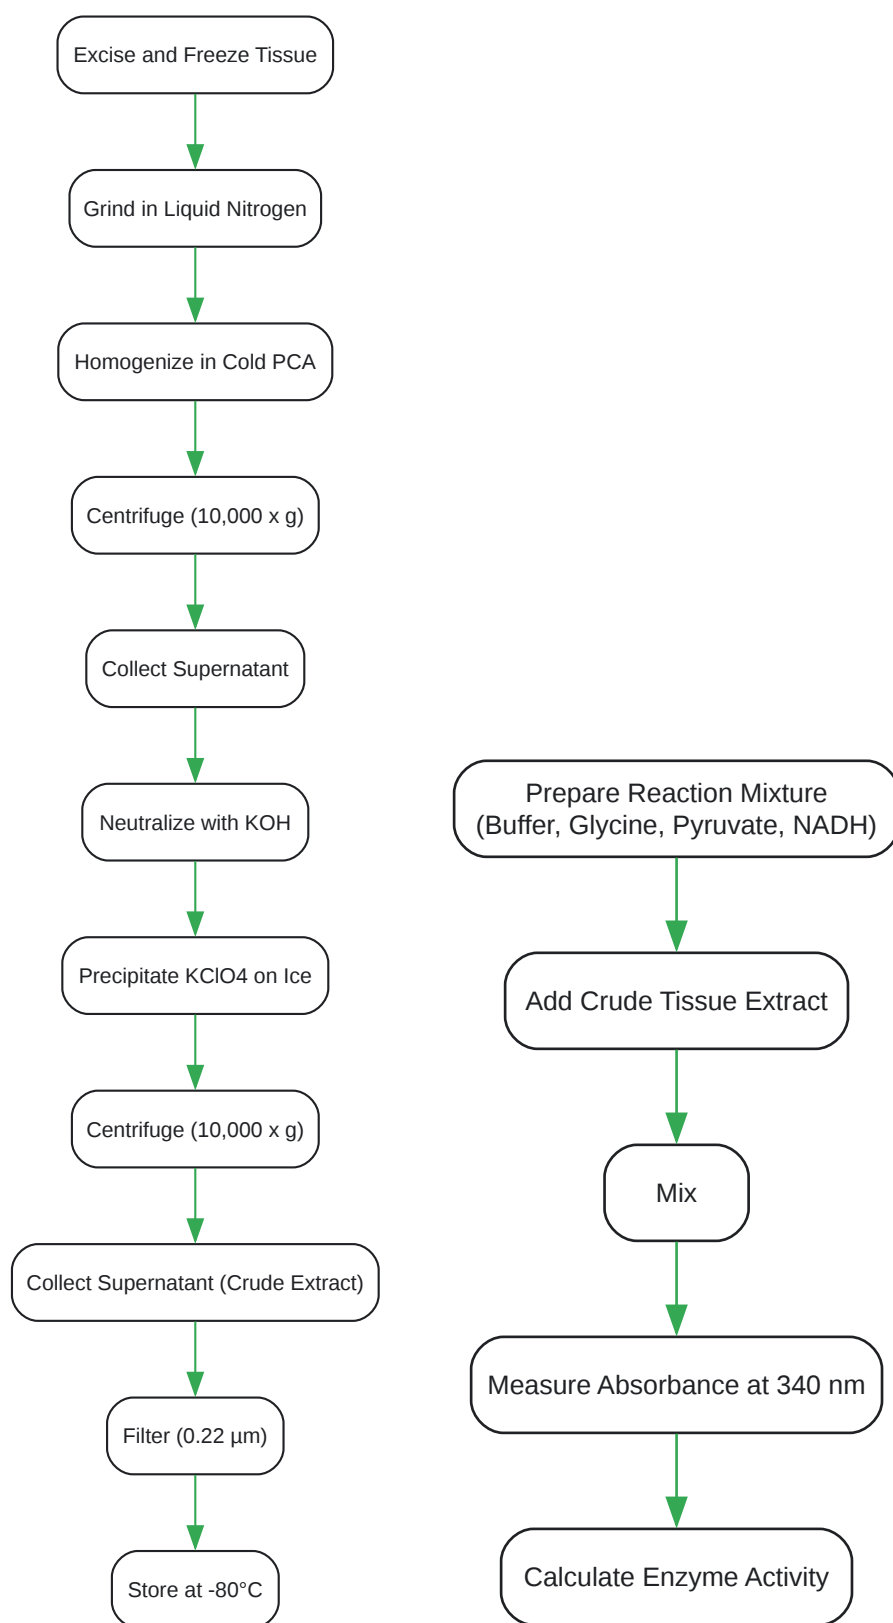 Excise and Freeze Tissue
Grind in Liquid Nitrogen
Homogenize in Cold PCA
Centrifuge (10,000 x g)
Collect Supernatant
Neutralize with KOH
Precipitate KClO4 on Ice
Centrifuge (10,000 x g)
Collect Supernatant (Crude Extract)
Filter (0.22 µm)
Store at -80°C
Prepare Reaction Mixture
(Buffer, Glycine, Pyruvate, NADH)
Add Crude Tissue Extract
Mix
Measure Absorbance at 340 nm
Calculate Enzyme Activity